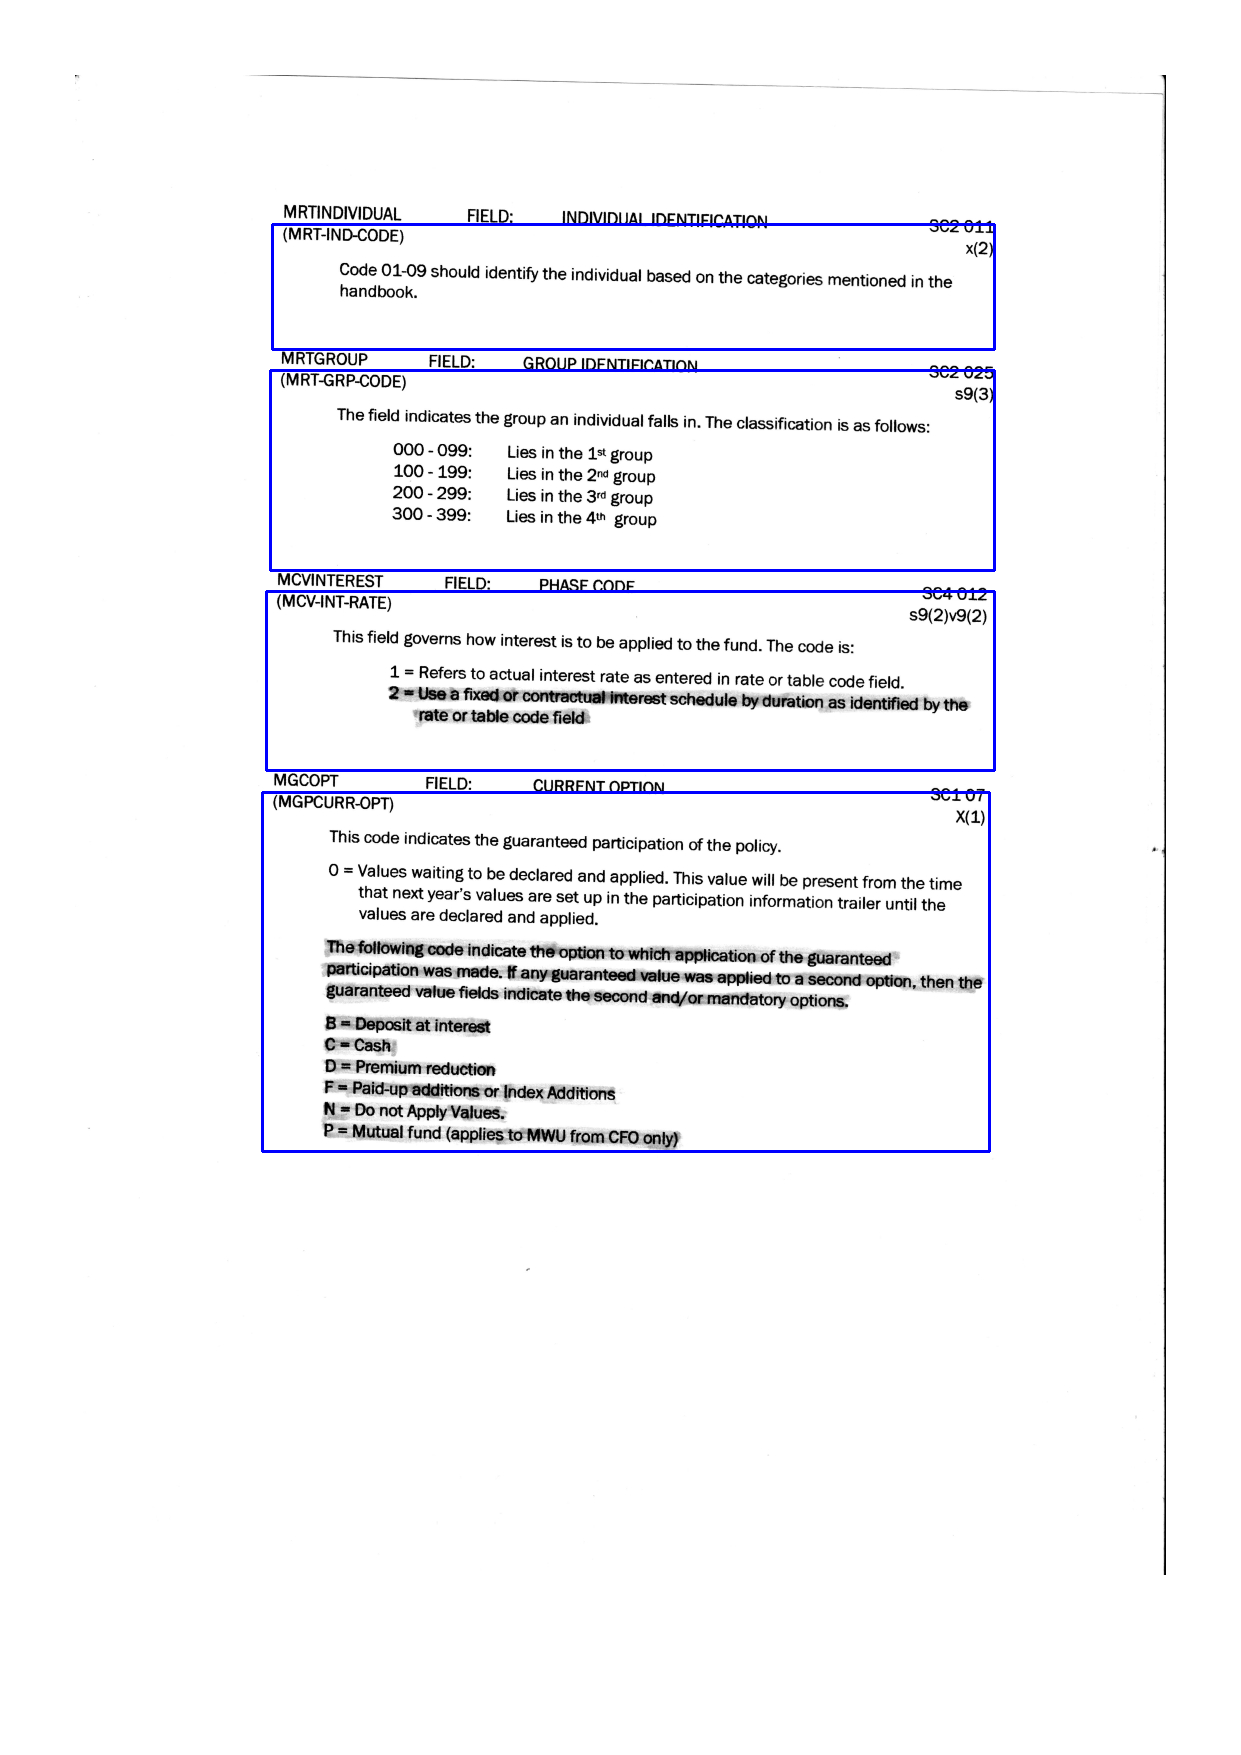 MRTINDIVIDUAL FIELD: INDIVIDUAL IDENTIFICATION 3C2 011
(MRT-IND-CODE) x(2)
Code 01-09 should identify the individual based on the categories mentioned in the
handbook.
MRTGROUP FIELD: GROUP IDENTIFICATION 3C2 025
(MRT-GRP-CODE) s9(3)
The field indicates the group an individual falls in. The classification is as follows:
000 - 099: Lies in the 1st group
100 - 199: Lies in the 2nd group
200 - 299: Lies in the 3rd group
300 - 399: Lies in the 4th group
MCVINTEREST FIELD: PHASE CODE 3C4 012
(MCV-INT-RATE) s9(2)v9(2)
This field governs how interest is to be applied to the fund. The code is:
1 = Refers to actual interest rate as entered in rate or table code field.
2 = Use a fixed or contractual interest schedule by duration as identified by the
rate or table code field
MGCOPT FIELD: CURRENT OPTION 3C1 07
(MGPCURR-OPT) X(1)
This code indicates the guaranteed participation of the policy.
0 = Values waiting to be declared and applied. This value will be present from the time
that next year's values are set up in the participation information trailer until the
values are declared and applied.
The following code indicate the option to which application of the guaranteed
participation was made. If any guaranteed value was applied to a second option, then the
guaranteed value fields indicate the second and/or mandatory options.
B = Deposit at interest
C = Cash
D = Premium reduction
F = Paid-up additions or Index Additions
N = Do not Apply Values.
P = Mutual fund (applies to MWU from CFO only)